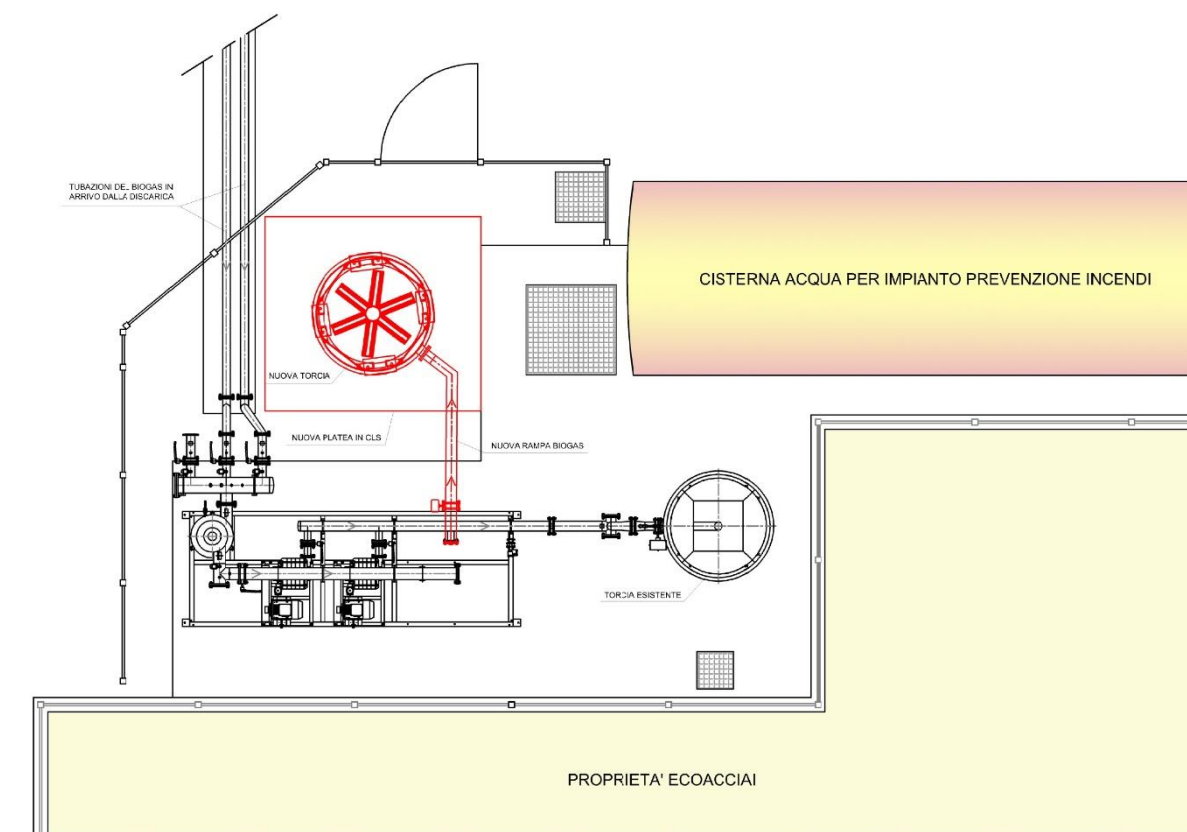 TUBAZIONI DEL BIOGAS IN
ARRIVO DALLA DISCARICA
CISTERNA ACQUA PER IMPIANTO PREVENZIONE INCENDI
NUOVA TORCIA
NUOVA PLATEA IN CLS
NUOVA RAMPA BIOGAS
TORCIA ESISTENTE
PROPRIETA' ECOACCIAI